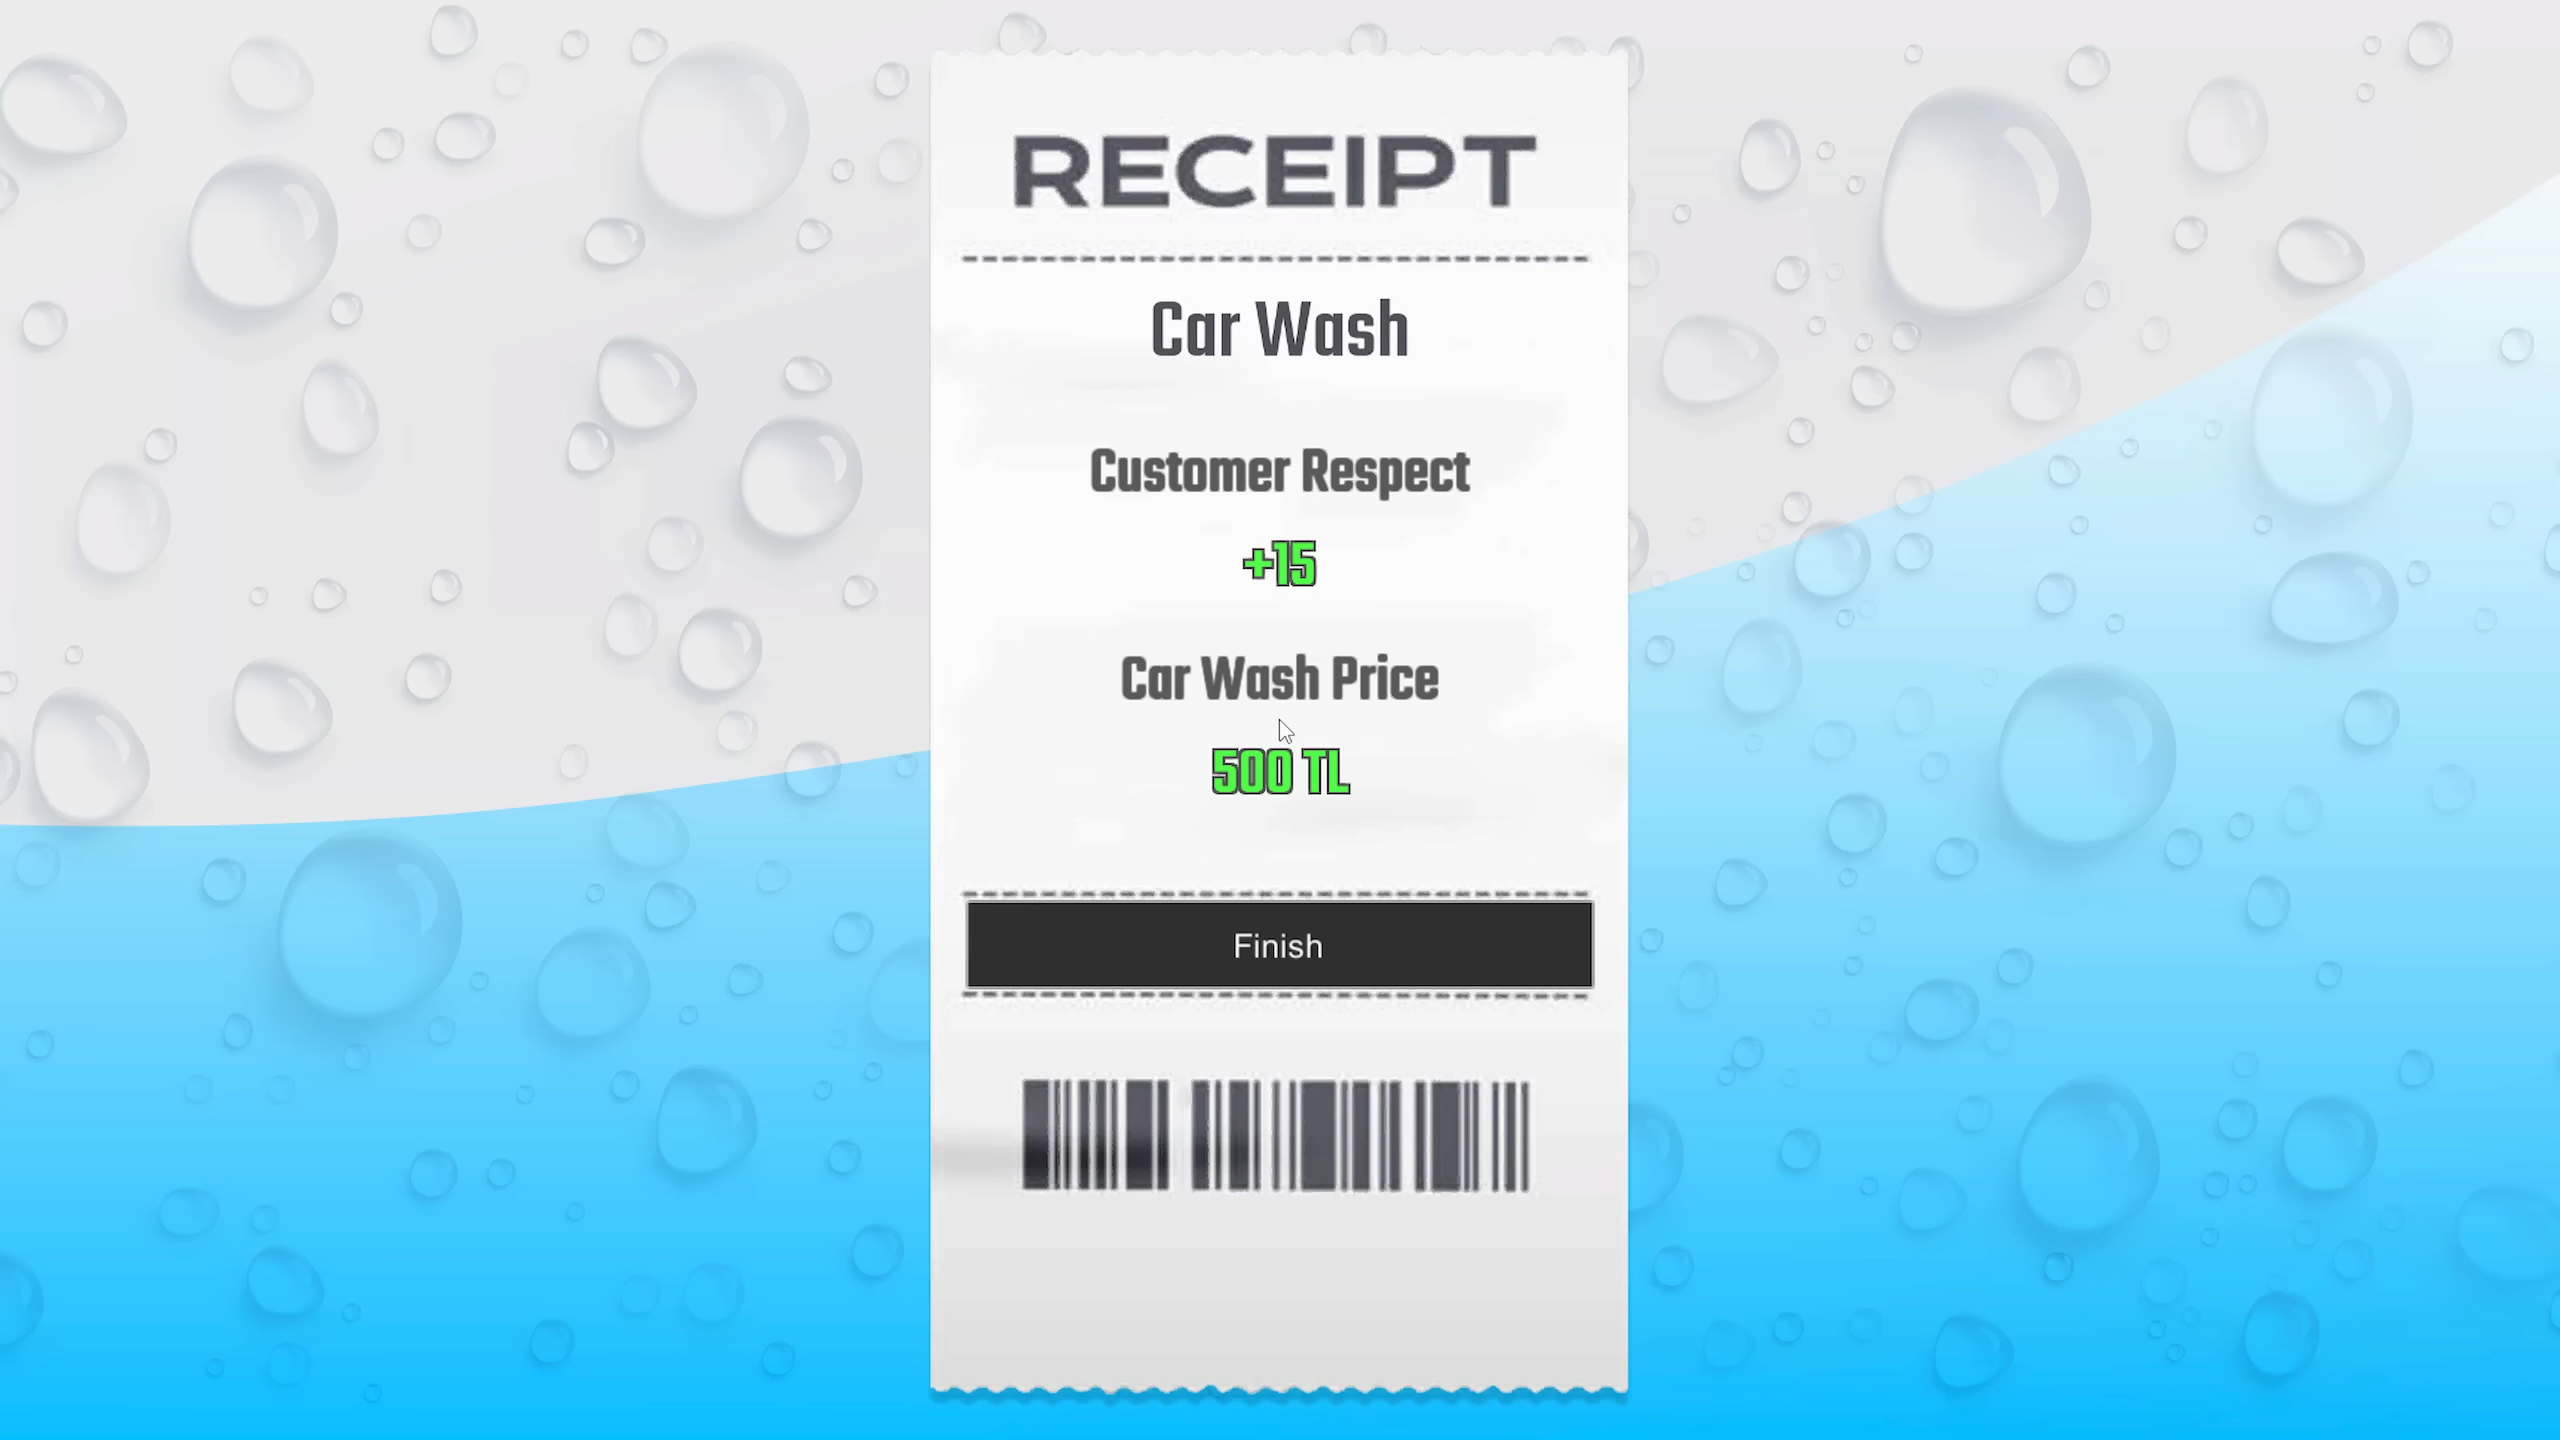 RECEIPT
Car Wash
Customer Respect
+15
Car Wash Price
500 TL
Finish